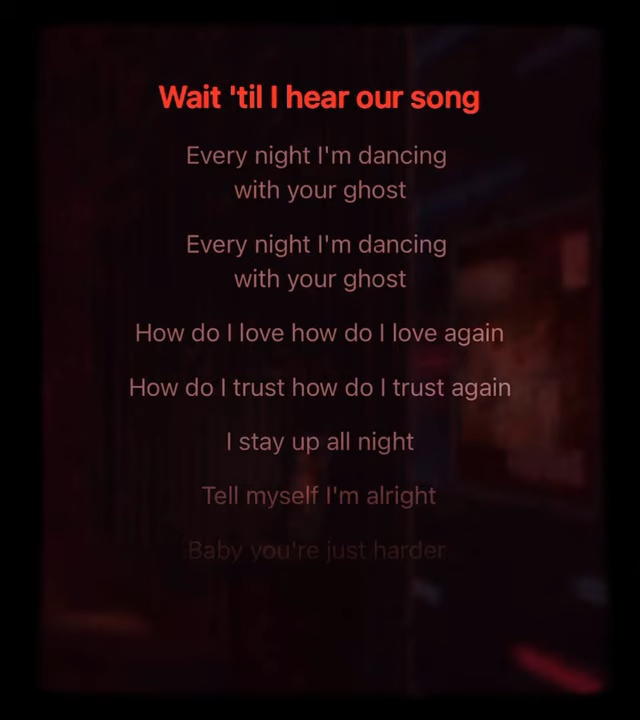 Wait 'til I hear our song
Every night I'm dancing
with your ghost
Every night I'm dancing
with your ghost
How do I love how do I love again
How do I trust how do I trust again
I stay up all night
Tell myself I'm alright
Baby you're just harder